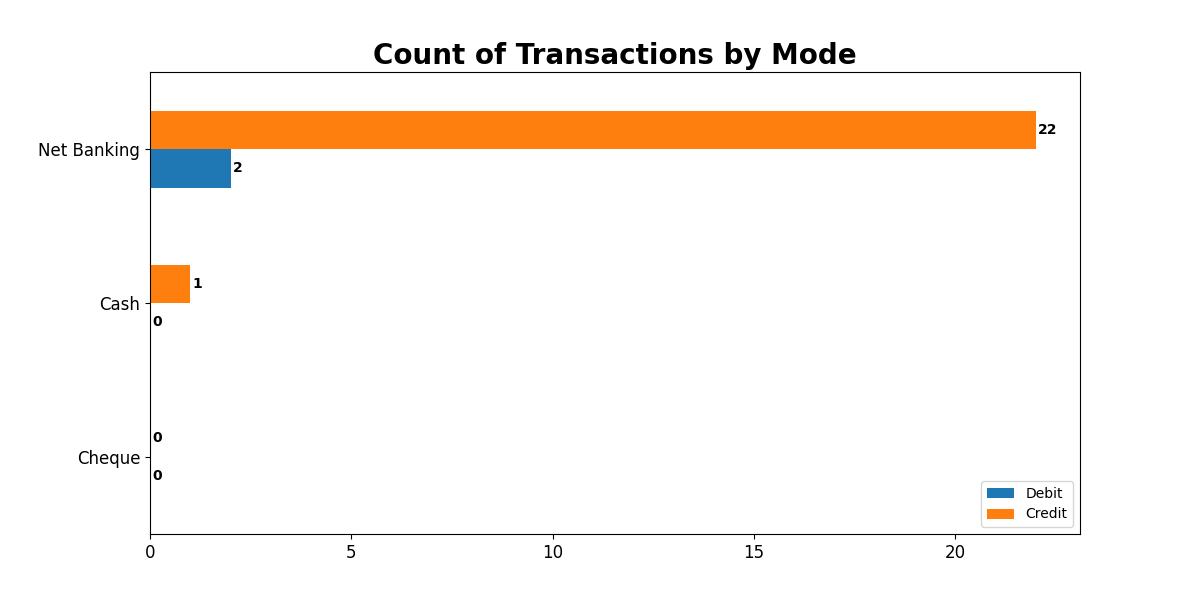 Count of Transactions by Mode
Net Banking
22
2
Cash
1
0
Cheque
0
0
Debit
Credit
0 5 10 15 20